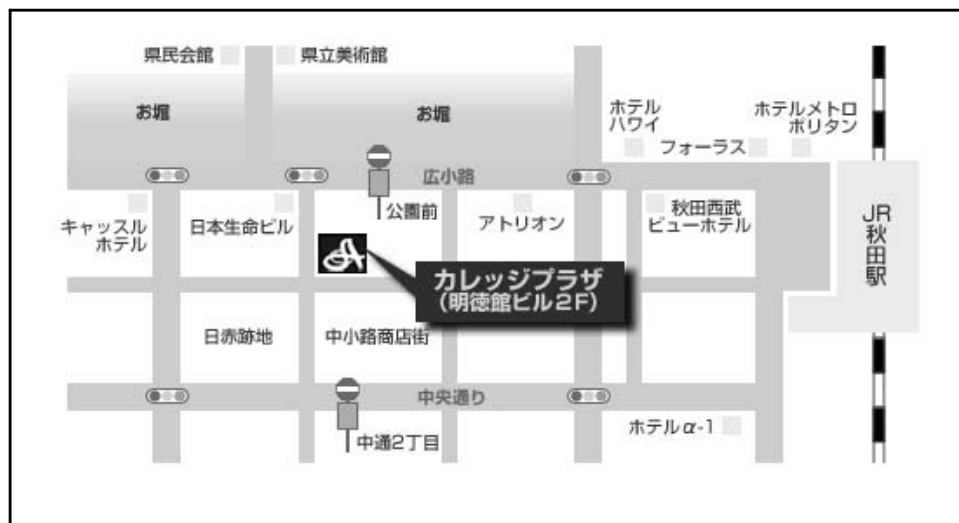 県民会館
県立美術館
お堀
お堀
ホテル
ハワイ
ホテルメトロ
ポリタン
フォーラス
広小路
公園前
キャッスル
ホテル
日本生命ビル
アトリオン
秋田西武
ビューホテル
JR
秋田駅
カレッジプラザ
(明徳館ビル2F)
日赤跡地
中小路商店街
中央通り
中通2丁目
ホテルα-1